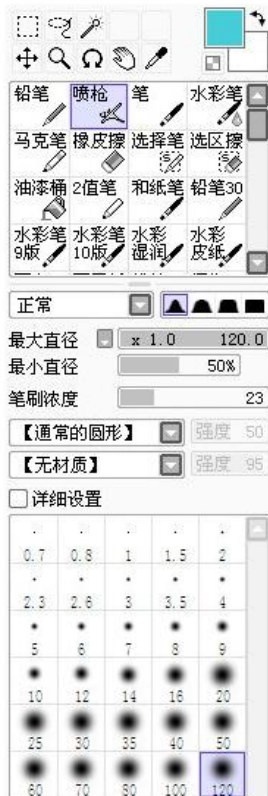 铅笔 喷枪 笔 水彩笔
马克笔 橡皮擦 选择笔 选区擦
油漆桶 2值笔 和纸笔 铅笔30
水彩笔 水彩笔 水彩 水彩
9版 10版 湿润 皮纸
正常
最大直径 x 1.0 120.0
最小直径 50%
笔刷浓度 23
【通常的圆形】 强度 50
【无材质】 强度 95
详细设置
0.7 0.8 1 1.5 2
2.3 2.6 3 3.5 4
5 6 7 8 9
10 12 14 16 20
25 30 35 40 50
60 70 80 100 120